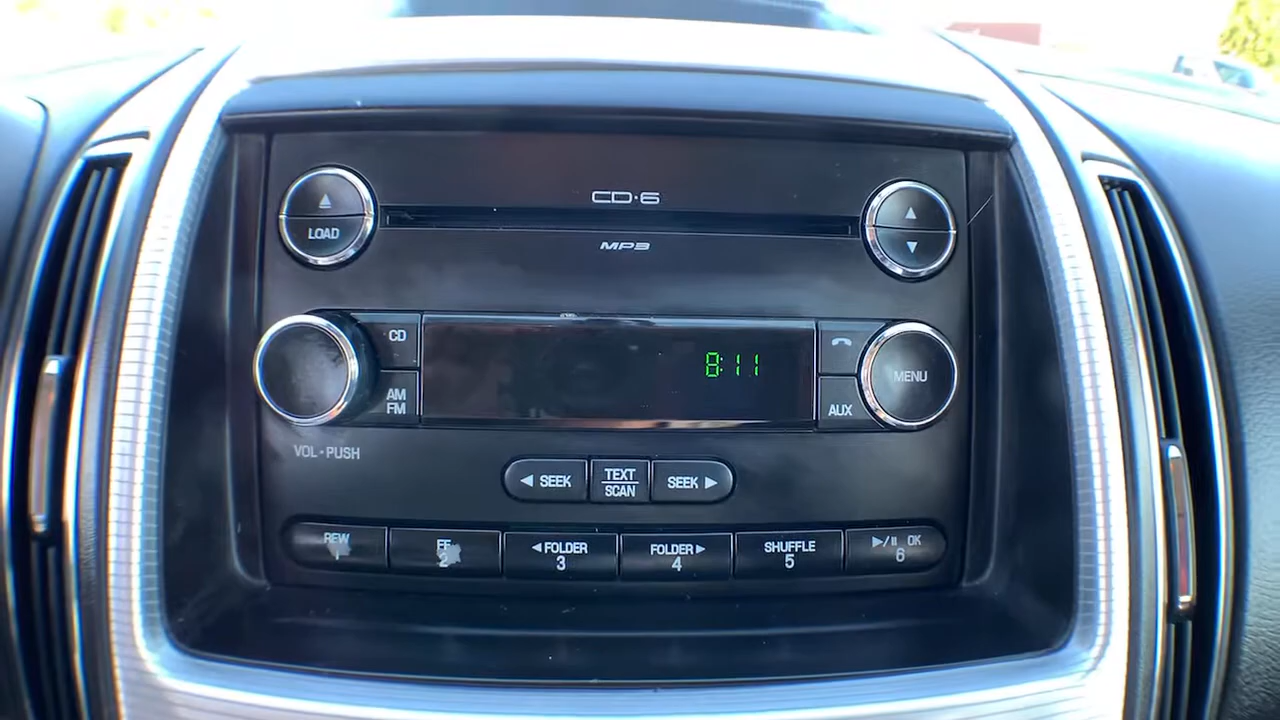 CD·6
LOAD
MP3
CD
8:11
MENU
AM
FM
AUX
VOL•PUSH
◀ SEEK
TEXT
SCAN
SEEK ▶
REW
FF
2
◀FOLDER
3
FOLDER▶
4
SHUFFLE
5
▶/II OK
6